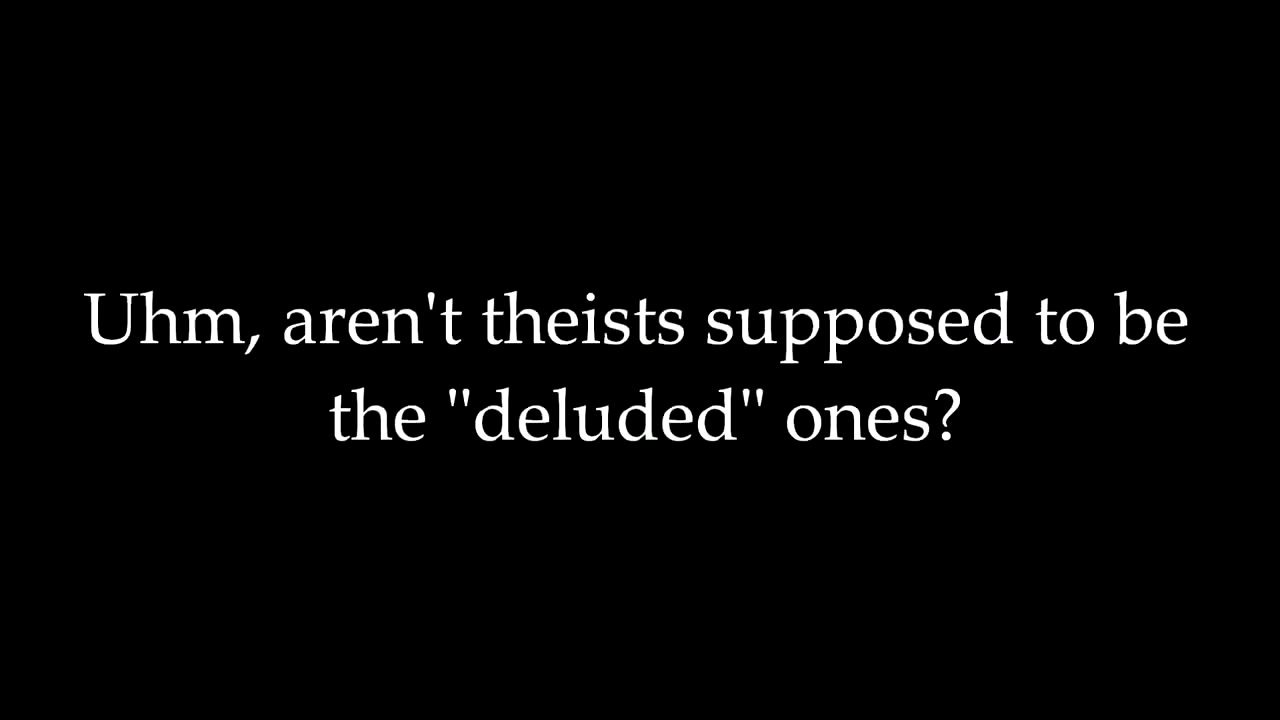 Uhm, aren't theists supposed to be
the "deluded" ones?